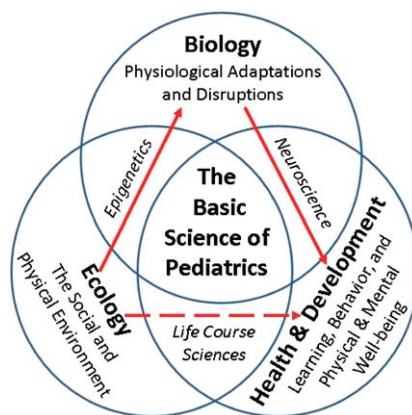 Biology
Physiological Adaptations
and Disruptions
Epigenetics
Neuroscience
The
Basic
Science of
Pediatrics
Ecology
The Social and
Physical Environment
Life Course
Sciences
Health & Development
Learning, Behavior, and
Physical & Mental
Well-being